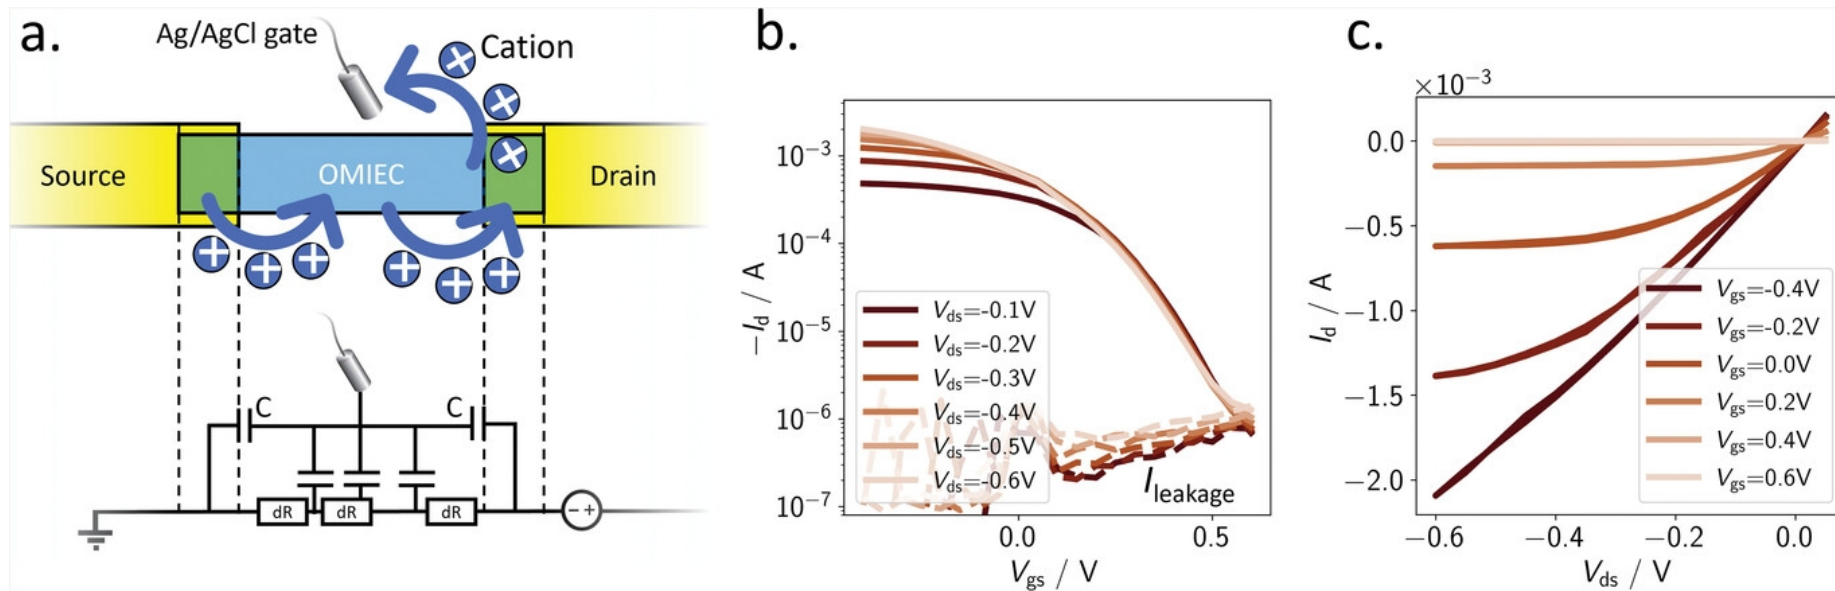 a.
Ag/AgCl gate
Cation
Source
OMIEC
Drain
C
C
dR
dR
dR
- +
b.
10⁻³
10⁻⁴
10⁻⁵
10⁻⁶
10⁻⁷
−I_d / A
V_ds=-0.1V
V_ds=-0.2V
V_ds=-0.3V
V_ds=-0.4V
V_ds=-0.5V
V_ds=-0.6V
I_leakage
0.0 0.5
V_gs / V
c.
×10⁻³
0.0
−0.5
−1.0
−1.5
−2.0
I_d / A
V_gs=-0.4V
V_gs=-0.2V
V_gs=0.0V
V_gs=0.2V
V_gs=0.4V
V_gs=0.6V
−0.6 −0.4 −0.2 0.0
V_ds / V